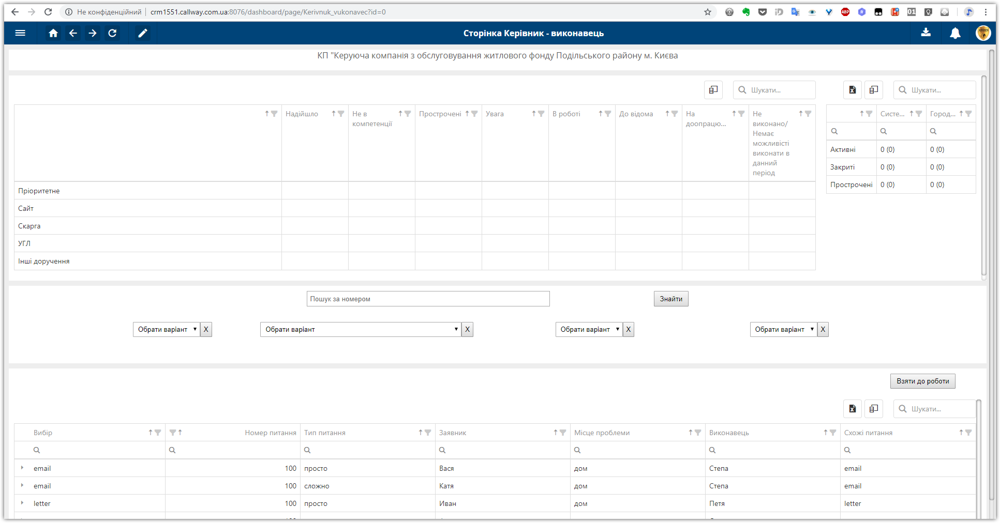 Не конфіденційний crm1551.callway.com.ua:8076/dashboard/page/Kerivnuk_vukonavec?id=0
Сторінка Керівник - виконавець
КП "Керуюча компанія з обслуговування житлового фонду Подільського району м. Києва
Шукати...
Шукати...
Надійшло
Не в
компетенції
Прострочені
Увага
В роботі
До відома
На
доопрацю...
Не
виконано/
Немає
можливісті
виконати в
данний
період
Систе...
Город...
Активні 0 (0) 0 (0)
Закриті 0 (0) 0 (0)
Прострочені 0 (0) 0 (0)
Пріоритетне
Сайт
Скарга
УГЛ
Інші доручення
Пошук за номером
Знайти
Обрати варіант X Обрати варіант X Обрати варіант X Обрати варіант X
Взяти до роботи
Шукати...
Вибір Номер питання Тип питання Заявник Місце проблеми Виконавець Схожі питання
email 100 просто Вася дом Степа email
email 100 сложно Катя дом Степа email
letter 100 просто Иван дом Петя letter